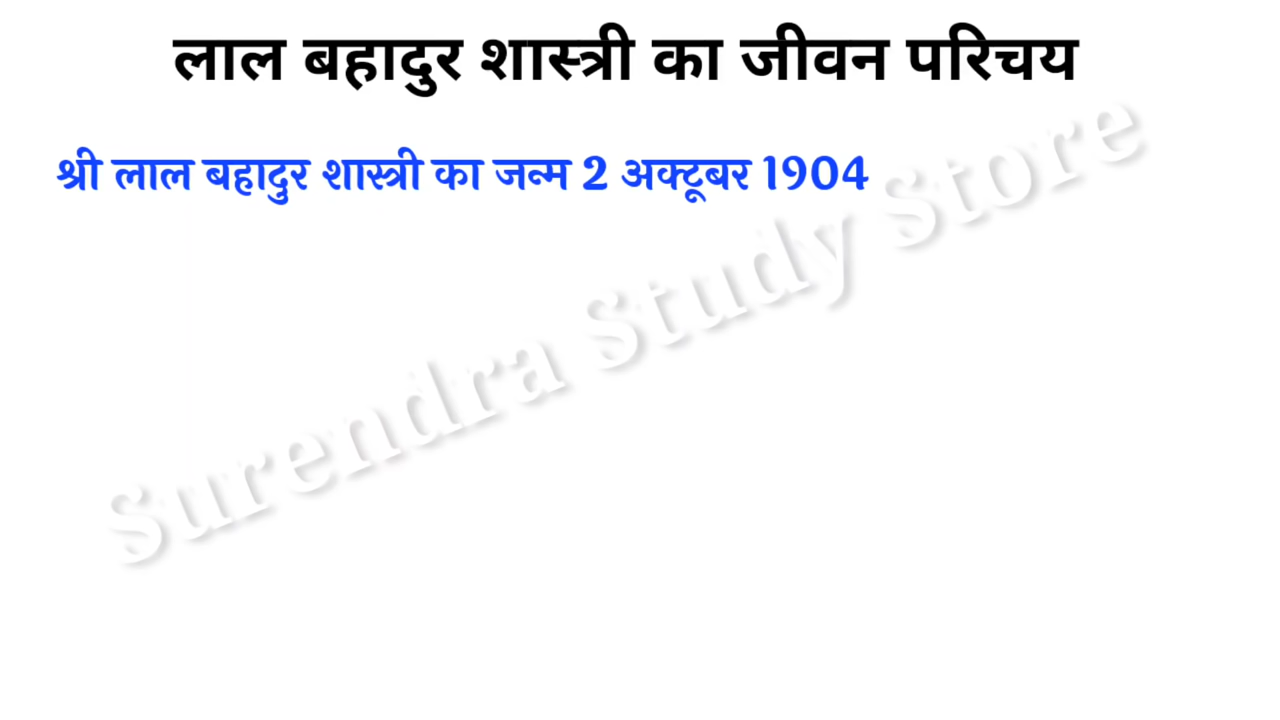 लाल बहादुर शास्त्री का जीवन परिचय
श्री लाल बहादुर शास्त्री का जन्म 2 अक्टूबर 1904
Surendra Study Store